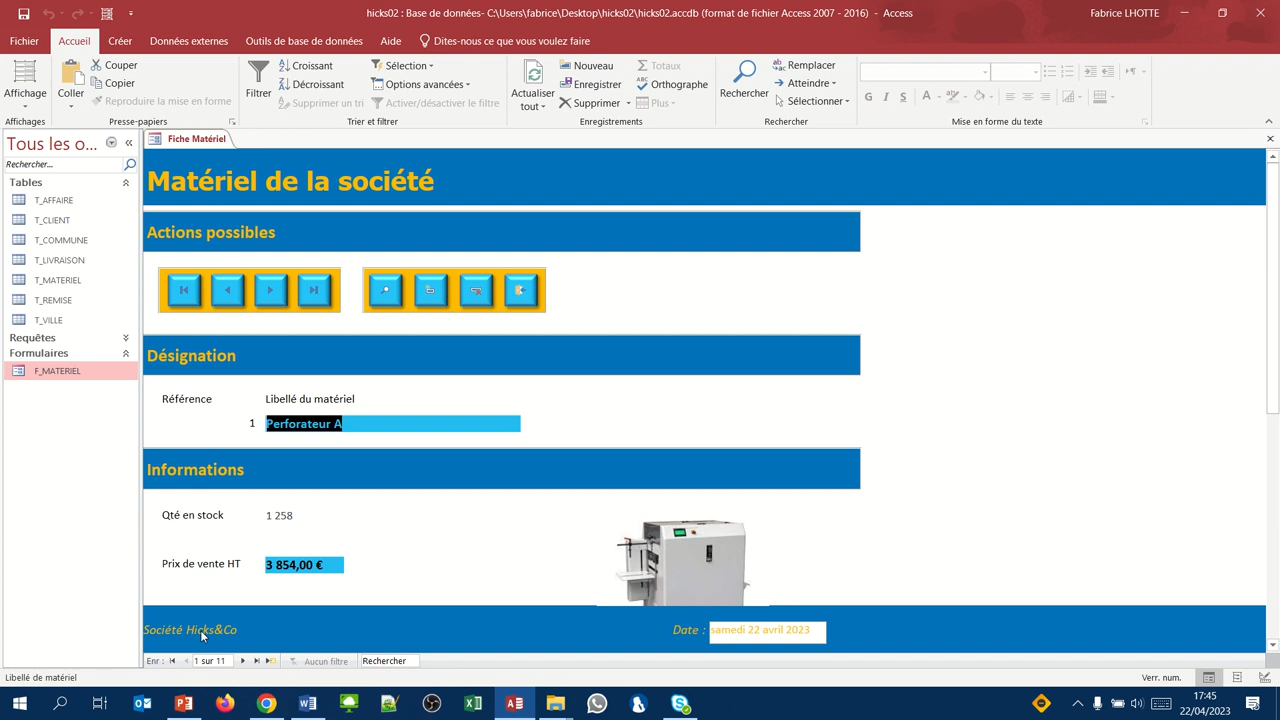 hicks02 : Base de données- C:\Users\fabrice\Desktop\hicks02\hicks02.accdb (format de fichier Access 2007 - 2016) - Access
Fabrice LHOTTE
Fichier Accueil Créer Données externes Outils de base de données Aide Dites-nous ce que vous voulez faire
Affichage
Affichages
Coller
Couper
Copier
Reproduire la mise en forme
Presse-papiers
Filtrer
Croissant
Décroissant
Supprimer un tri
Sélection
Options avancées
Activer/désactiver le filtre
Trier et filtrer
Actualiser
tout
Nouveau
Enregistrer
Supprimer
Totaux
Orthographe
Plus
Enregistrements
Rechercher
Remplacer
Atteindre
Sélectionner
Rechercher
G I S A
Mise en forme du texte
Tous les o...
Rechercher...
Tables
T_AFFAIRE
T_CLIENT
T_COMMUNE
T_LIVRAISON
T_MATERIEL
T_REMISE
T_VILLE
Requêtes
Formulaires
F_MATERIEL
Fiche Matériel
Matériel de la société
Actions possibles
Désignation
Référence Libellé du matériel
1 Perforateur A
Informations
Qté en stock 1 258
Prix de vente HT 3 854,00 €
Société Hicks&Co Date : samedi 22 avril 2023
Enr : 1 sur 11 Aucun filtre Rechercher
Libellé de matériel Verr. num.
17:45
22/04/2023